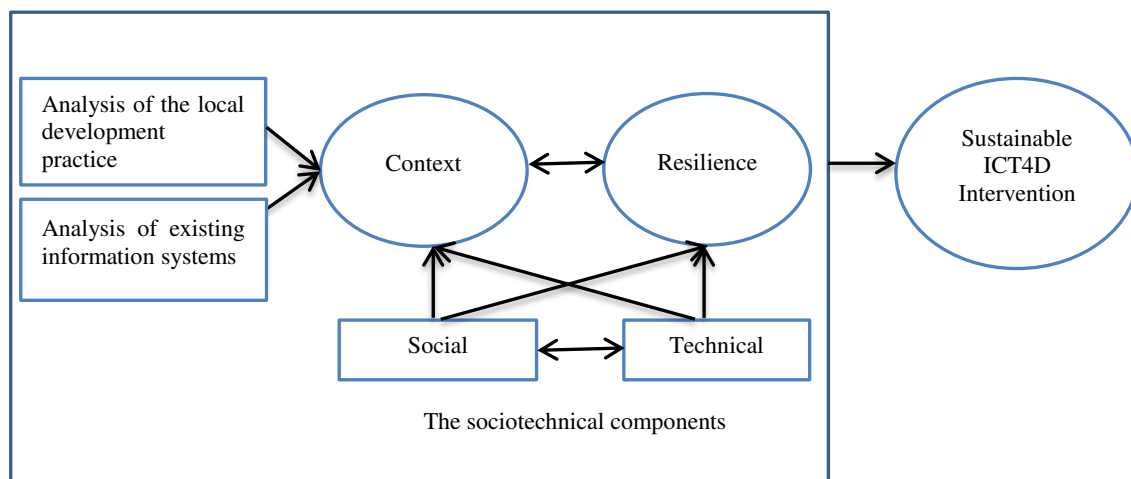 Analysis of the local
development
practice
Analysis of existing
information systems
Context
Resilience
Sustainable
ICT4D
Intervention
Social
Technical
The sociotechnical components